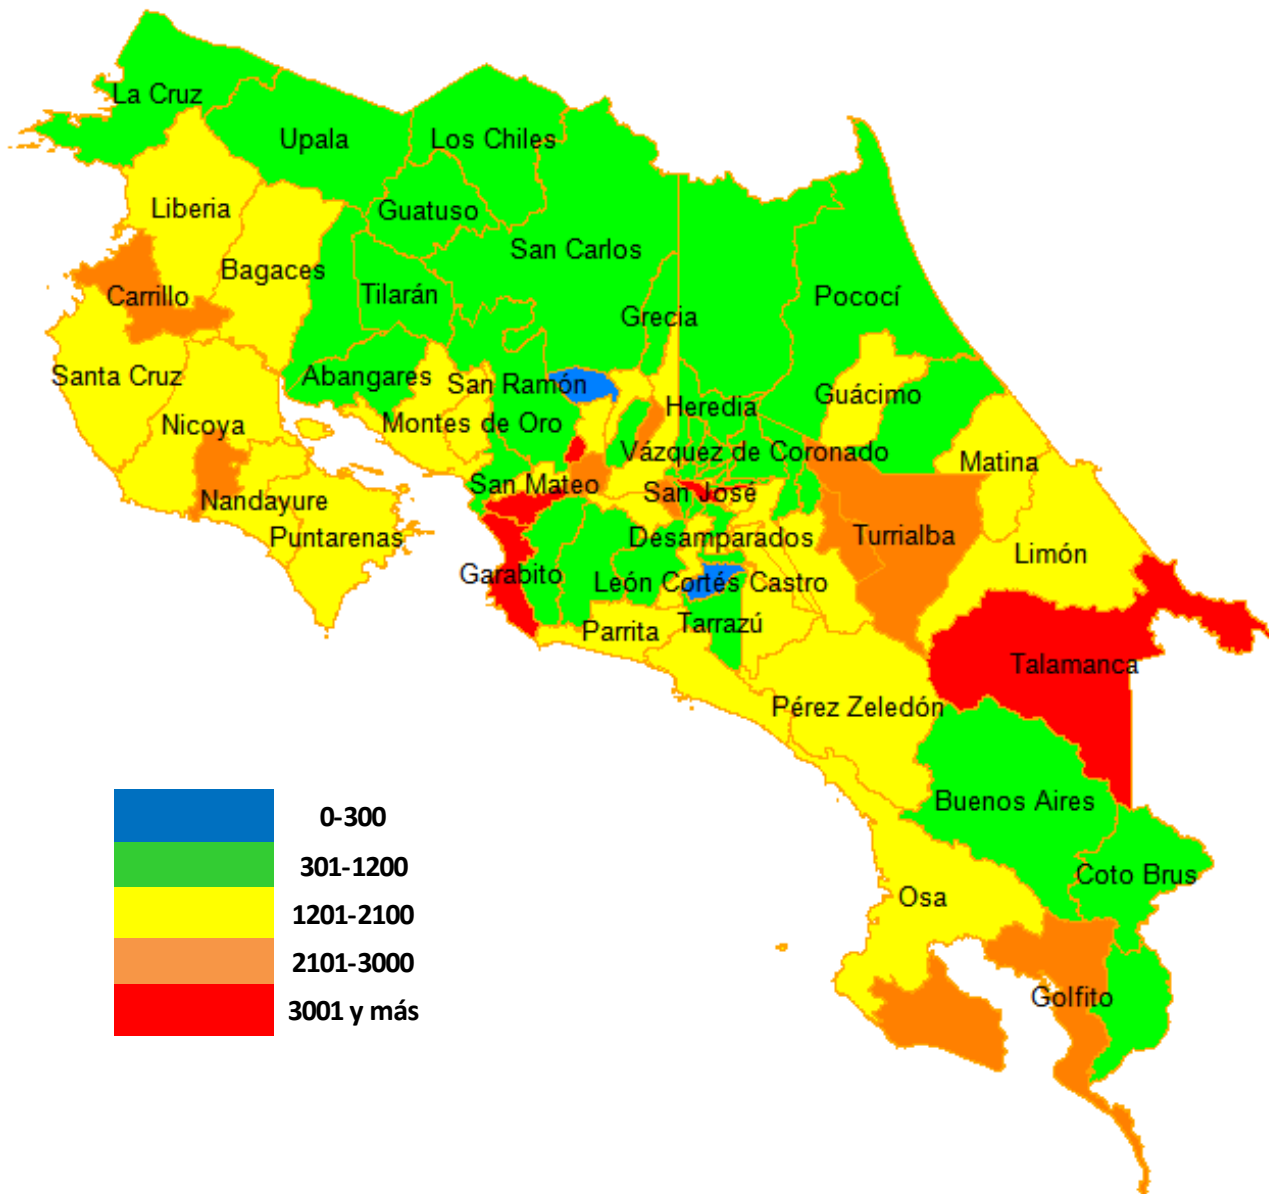 La Cruz
Upala
Los Chiles
Liberia
Guatuso
San Carlos
Bagaces
Carrillo
Tilarán
Pococí
Grecia
Santa Cruz
Abangares
San Ramón
Guácimo
Heredia
Nicoya
Montes de Oro
Vázquez de Coronado
Matina
San Mateo
San José
Nandayure
Puntarenas
Desamparados
Turrialba
Limón
Garabito
León Cortés Castro
Parrita
Tarrazú
Talamanca
Pérez Zeledón
Buenos Aires
Coto Brus
Osa
Golfito
0-300
301-1200
1201-2100
2101-3000
3001 y más